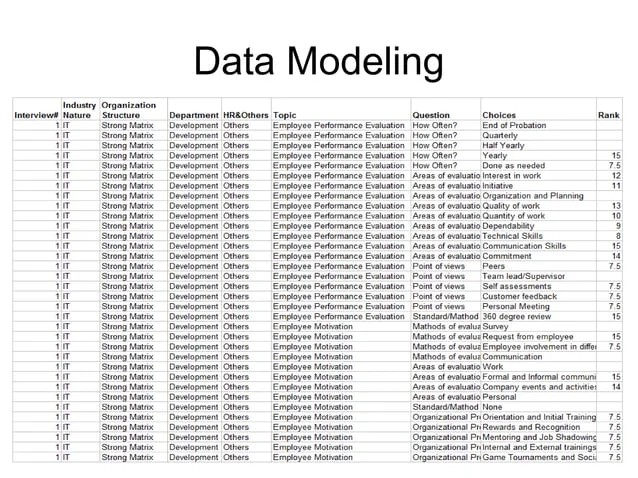 Data Modeling
Industry Organization
Interview# Nature Structure Department HR&Others Topic Question Choices Rank
1 IT Strong Matrix Development Others Employee Performance Evaluation How Often? End of Probation
1 IT Strong Matrix Development Others Employee Performance Evaluation How Often? Quarterly
1 IT Strong Matrix Development Others Employee Performance Evaluation How Often? Half Yearly
1 IT Strong Matrix Development Others Employee Performance Evaluation How Often? Yearly 15
1 IT Strong Matrix Development Others Employee Performance Evaluation How Often? Done as needed 7.5
1 IT Strong Matrix Development Others Employee Performance Evaluation Areas of evaluatio Interest in work 12
1 IT Strong Matrix Development Others Employee Performance Evaluation Areas of evaluatio Initiative 11
1 IT Strong Matrix Development Others Employee Performance Evaluation Areas of evaluatio Organization and Planning
1 IT Strong Matrix Development Others Employee Performance Evaluation Areas of evaluatio Quality of work 13
1 IT Strong Matrix Development Others Employee Performance Evaluation Areas of evaluatio Quantity of work 10
1 IT Strong Matrix Development Others Employee Performance Evaluation Areas of evaluatio Dependability 9
1 IT Strong Matrix Development Others Employee Performance Evaluation Areas of evaluatio Technical Skills 8
1 IT Strong Matrix Development Others Employee Performance Evaluation Areas of evaluatio Communication Skills 15
1 IT Strong Matrix Development Others Employee Performance Evaluation Areas of evaluatio Commitment 14
1 IT Strong Matrix Development Others Employee Performance Evaluation Point of views Peers 7.5
1 IT Strong Matrix Development Others Employee Performance Evaluation Point of views Team lead/Supervisor
1 IT Strong Matrix Development Others Employee Performance Evaluation Point of views Self assessments 7.5
1 IT Strong Matrix Development Others Employee Performance Evaluation Point of views Customer feedback 7.5
1 IT Strong Matrix Development Others Employee Performance Evaluation Point of views Personal Meeting 7.5
1 IT Strong Matrix Development Others Employee Performance Evaluation Standard/Mathod 360 degree review 15
1 IT Strong Matrix Development Others Employee Motivation Mathods of evalua Survey
1 IT Strong Matrix Development Others Employee Motivation Mathods of evalua Request from employee 15
1 IT Strong Matrix Development Others Employee Motivation Mathods of evalua Employee involvement in differ 7.5
1 IT Strong Matrix Development Others Employee Motivation Mathods of evalua Communication
1 IT Strong Matrix Development Others Employee Motivation Areas of evaluatio Work
1 IT Strong Matrix Development Others Employee Motivation Areas of evaluatio Formal and Informal communi 15
1 IT Strong Matrix Development Others Employee Motivation Areas of evaluatio Company events and activities 14
1 IT Strong Matrix Development Others Employee Motivation Areas of evaluatio Personal
1 IT Strong Matrix Development Others Employee Motivation Standard/Mathod None
1 IT Strong Matrix Development Others Employee Motivation Organizational Pr Orientation and Initial Training 7.5
1 IT Strong Matrix Development Others Employee Motivation Organizational Pr Rewards and Recognition 7.5
1 IT Strong Matrix Development Others Employee Motivation Organizational Pr Mentoring and Job Shadowing 7.5
1 IT Strong Matrix Development Others Employee Motivation Organizational Pr Internal and External trainings 7.5
1 IT Strong Matrix Development Others Employee Motivation Organizational Pr Game Tournaments and Socia 7.5